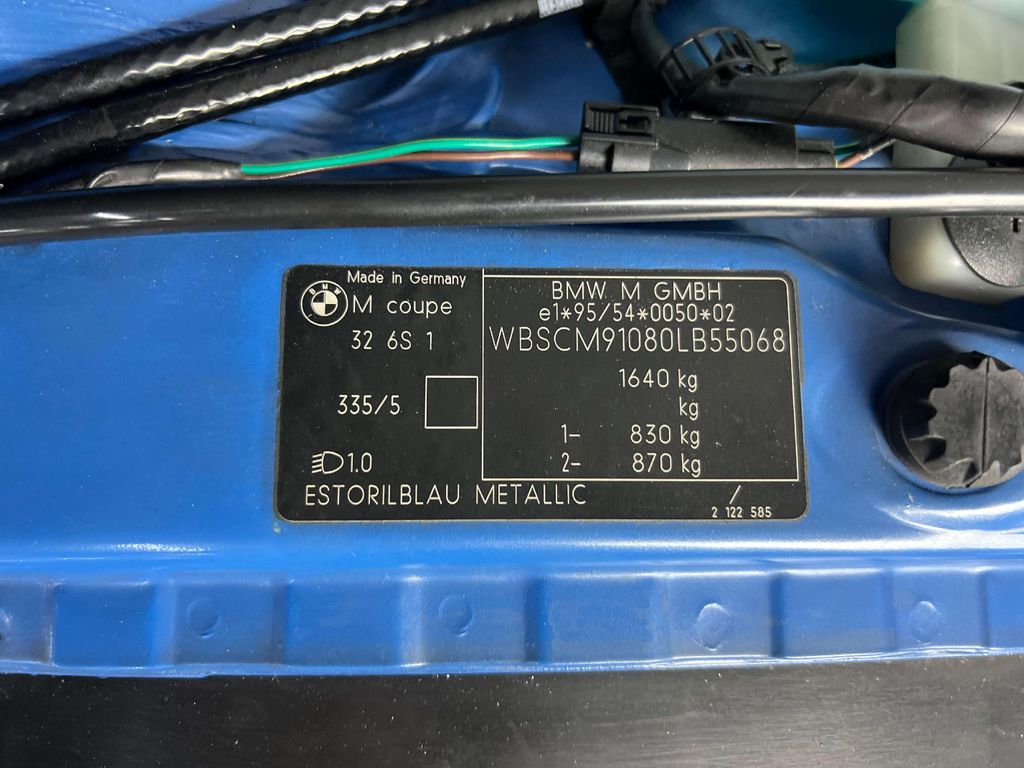 Made in Germany
BMW
M coupe
32 6S 1
335/5
1.0
BMW M GMBH
e1*95/54*0050*02
WBSCM91080LB55068
1640 kg
kg
1- 830 kg
2- 870 kg
ESTORILBLAU METALLIC
/
2 122 585